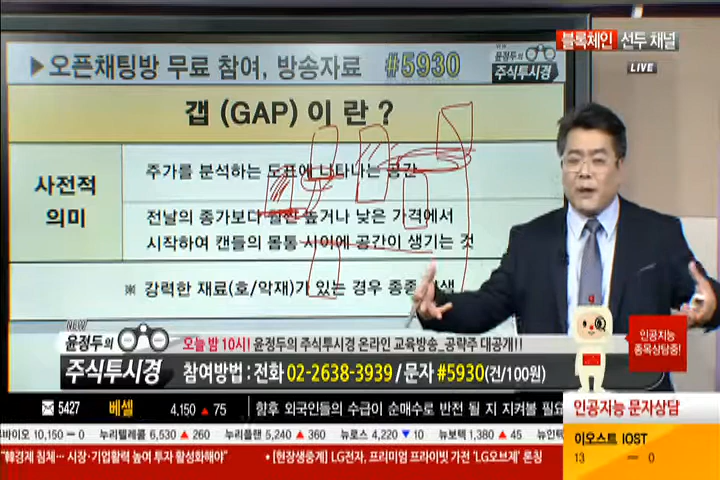 블록체인 선두 채널
LIVE
▶오픈채팅방 무료 참여, 방송자료 #5930
윤정두의
주식투시경
갭 (GAP) 이 란 ?
사전적
의미
주가를 분석하는 도표에 나타나는 공간
전날의 종가보다 훨씬 높거나 낮은 가격에서
시작하여 캔들의 몸통 사이에 공간이 생기는 것
※ 강력한 재료(호/악재)가 있는 경우 종종
NEW
윤정두의
주식투시경
오늘 밤 10시! 윤정두의 주식투시경 온라인 교육방송_공략주 대공개!!
참여방법 : 전화 02-2638-3939 / 문자 #5930(건/100원)
인공지능
종목상담중!
5427 베셀 4,150 ▲ 75 향후 외국인들의 수급이 순매수로 반전 될 지 지켜볼 필요
인공지능 문자상담
이오스트 IOST
13 — 0
바이오 10,150 — 0 누리텔레콤 6,530 ▲ 260 누리플랜 5,240 ▲ 360 뉴로스 4,220 ▼ 10 뉴보텍 1,380 ▲ 45 뉴인텍
"韓경제 침체… 시장·기업활력 높여 투자 활성화해야" • [현장생중계] LG전자, 프리미엄 프라이빗 가전 'LG오브제' 론칭